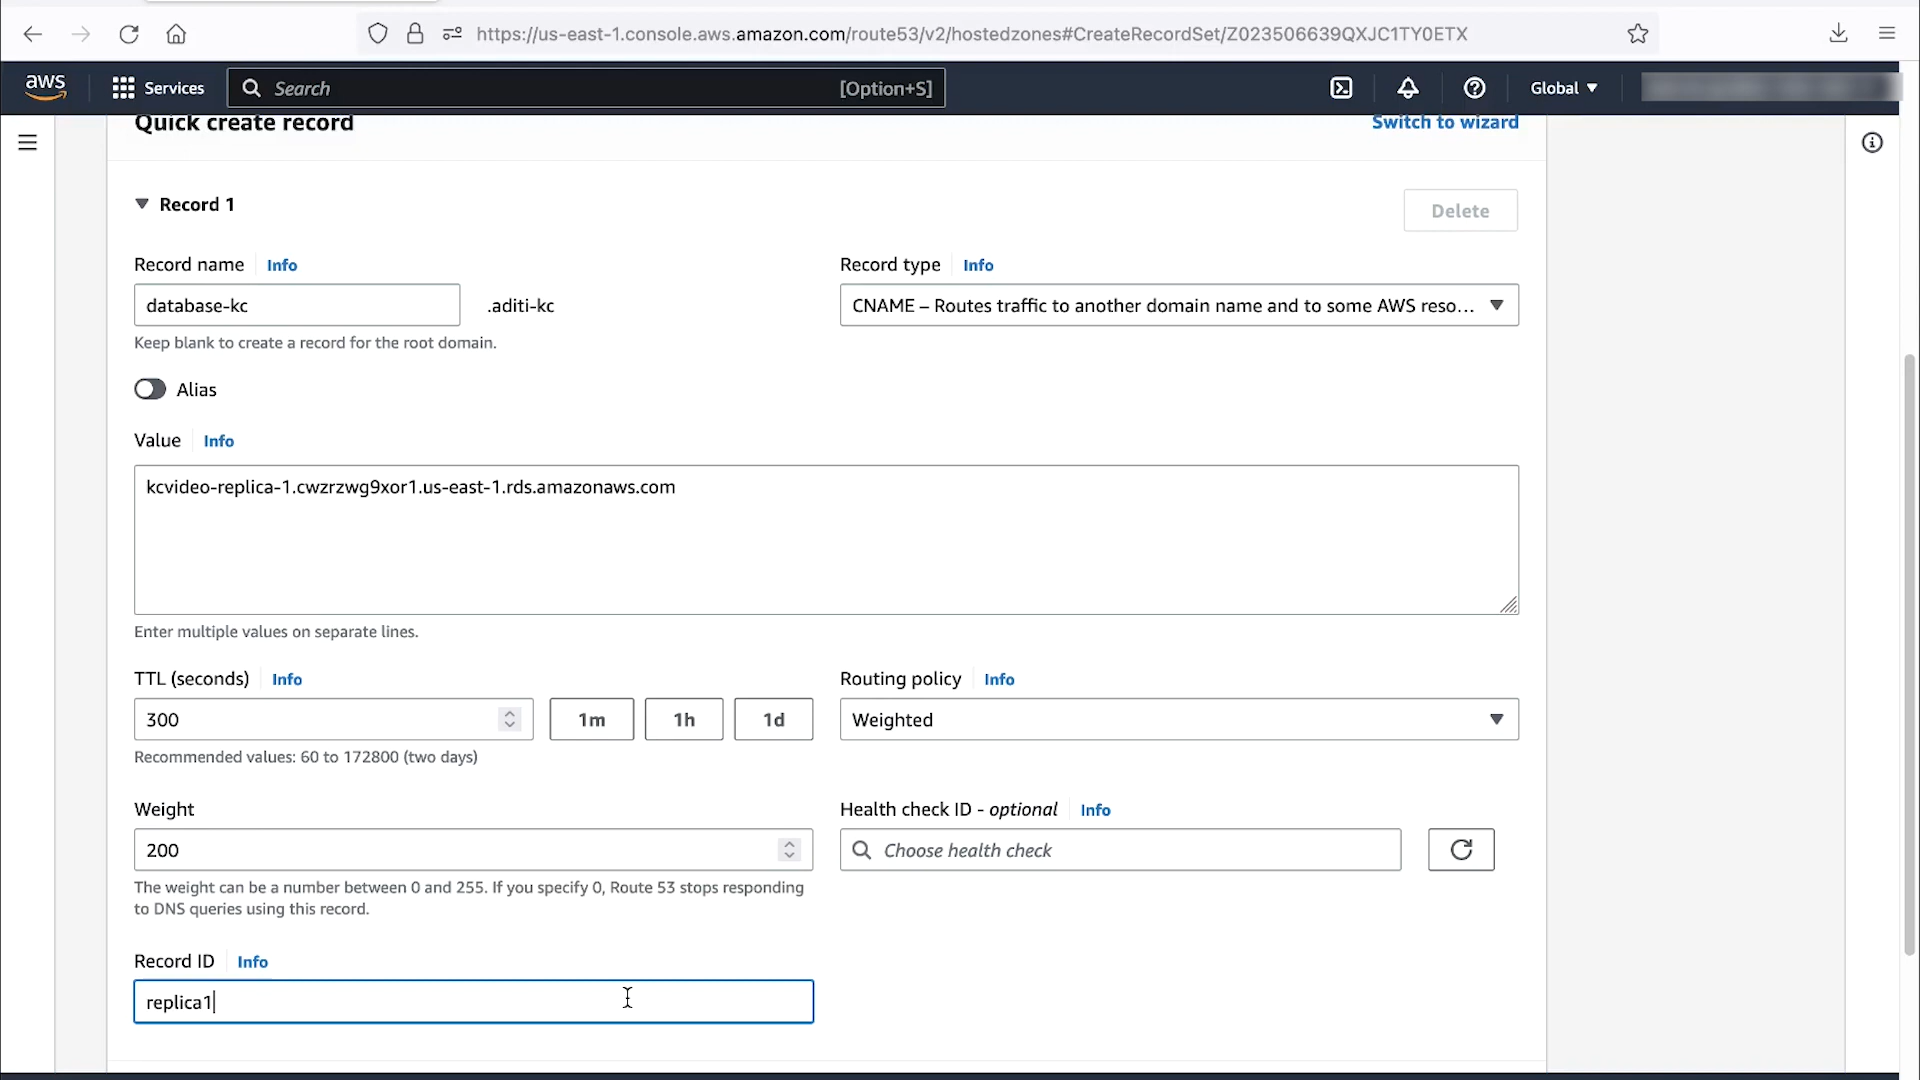 https://us-east-1.console.aws.amazon.com/route53/v2/hostedzones#CreateRecordSet/Z023506639QXJC1TY0ETX
aws
Services
Search
[Option+S]
Global
Quick create record
Switch to wizard
Record 1
Delete
Record name
Info
Record type
Info
database-kc
.aditi-kc
CNAME – Routes traffic to another domain name and to some AWS reso...
Keep blank to create a record for the root domain.
Alias
Value
Info
kcvideo-replica-1.cwzrzwg9xor1.us-east-1.rds.amazonaws.com
Enter multiple values on separate lines.
TTL (seconds)
Info
Routing policy
Info
300
1m
1h
1d
Weighted
Recommended values: 60 to 172800 (two days)
Weight
Health check ID - optional
Info
200
Choose health check
The weight can be a number between 0 and 255. If you specify 0, Route 53 stops responding
to DNS queries using this record.
Record ID
Info
replica1